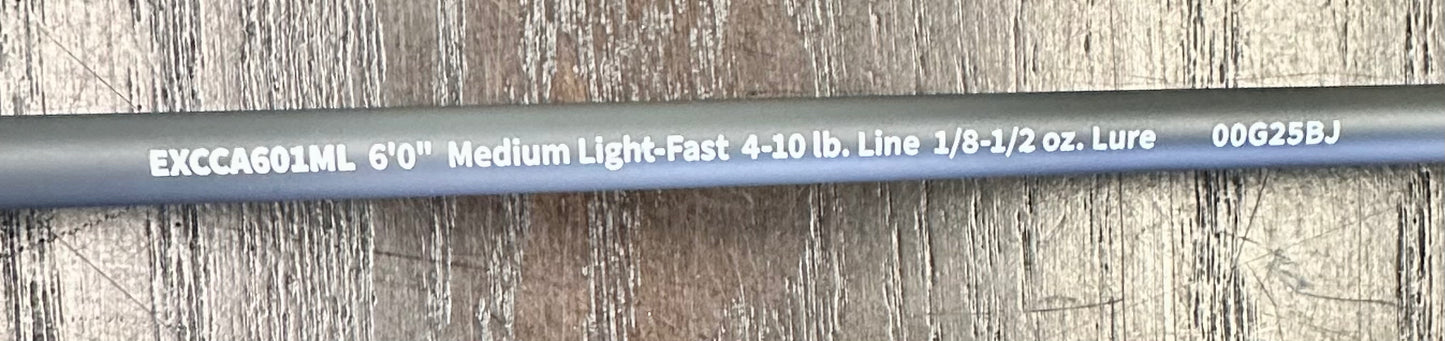 EXCCA601ML 6'0" Medium Light-Fast 4-10 lb. Line 1/8-1/2 oz. Lure 00G25BJ